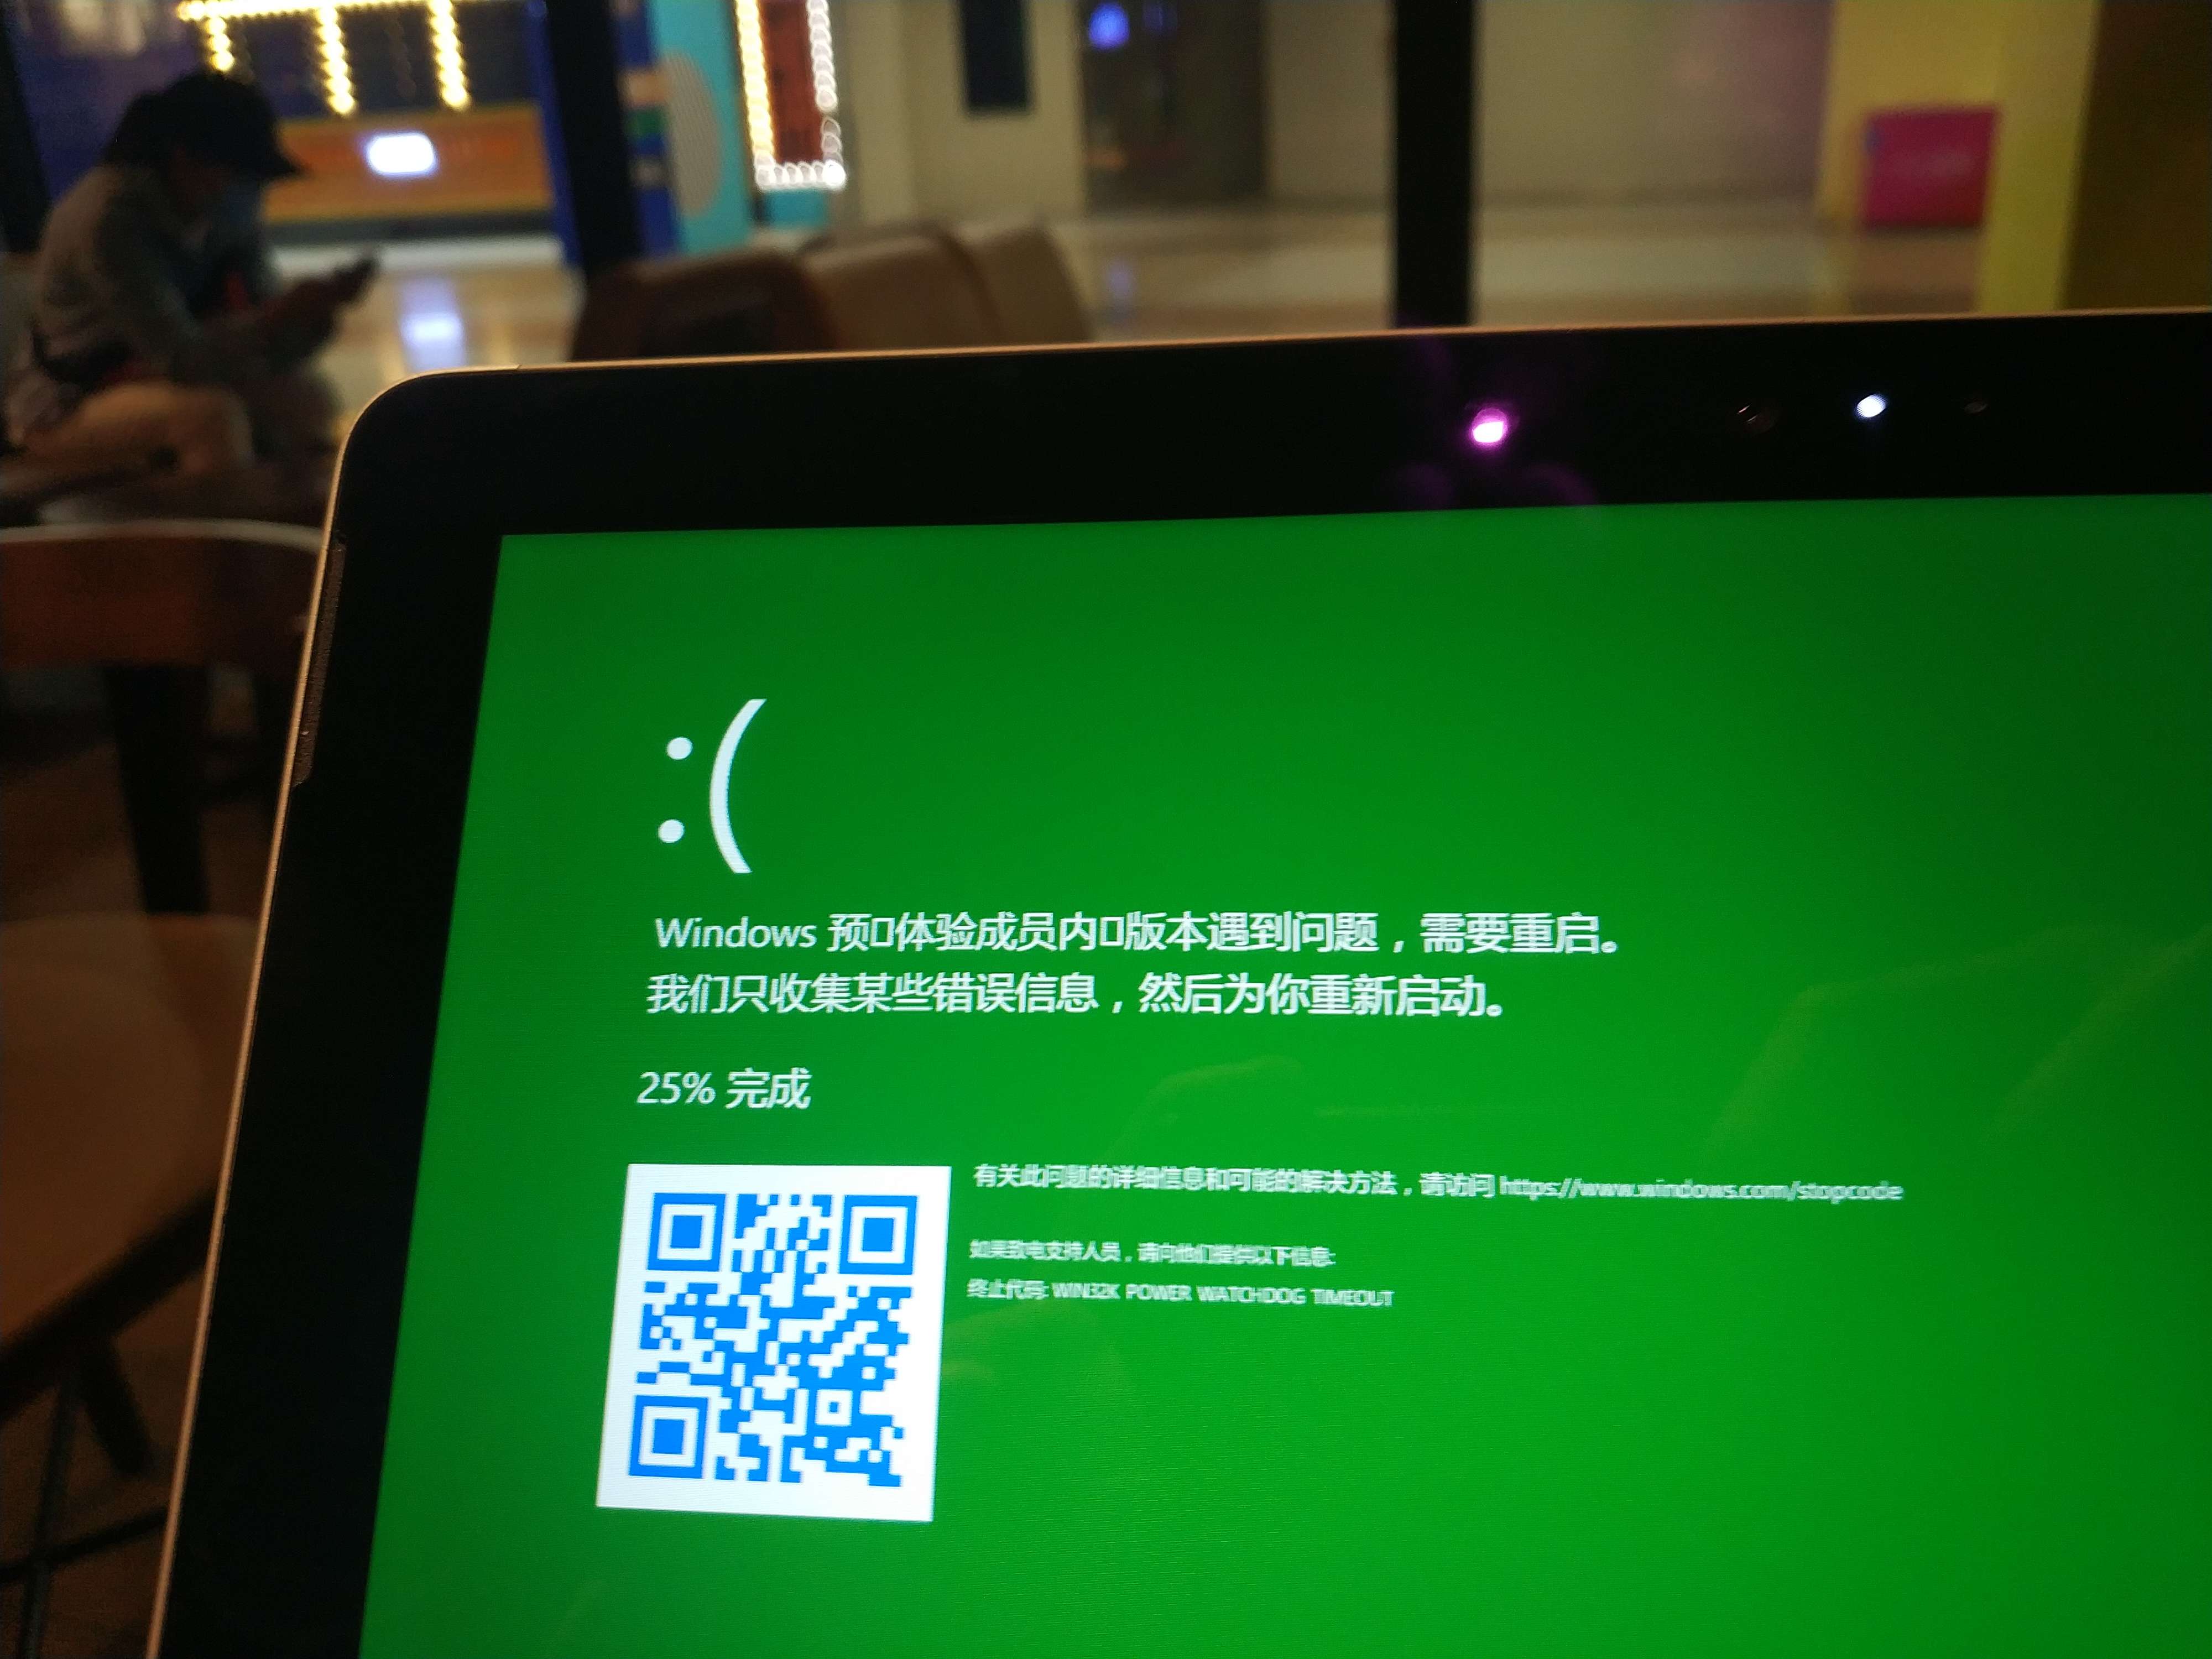 :(
Windows 预▯体验成员内▯版本遇到问题，需要重启。
我们只收集某些错误信息，然后为你重新启动。
25% 完成
有关此问题的详细信息和可能的解决方法，请访问 https://www.windows.com/stopcode
如果致电支持人员，请向他们提供以下信息:
终止代码: WIN32K POWER WATCHDOG TIMEOUT